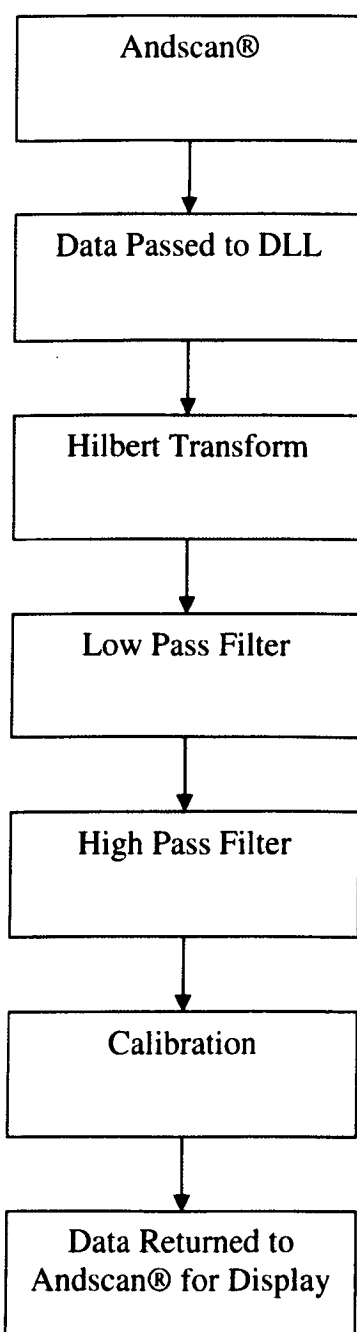 Andscan®
Data Passed to DLL
Hilbert Transform
Low Pass Filter
High Pass Filter
Calibration
Data Returned to
Andscan® for Display